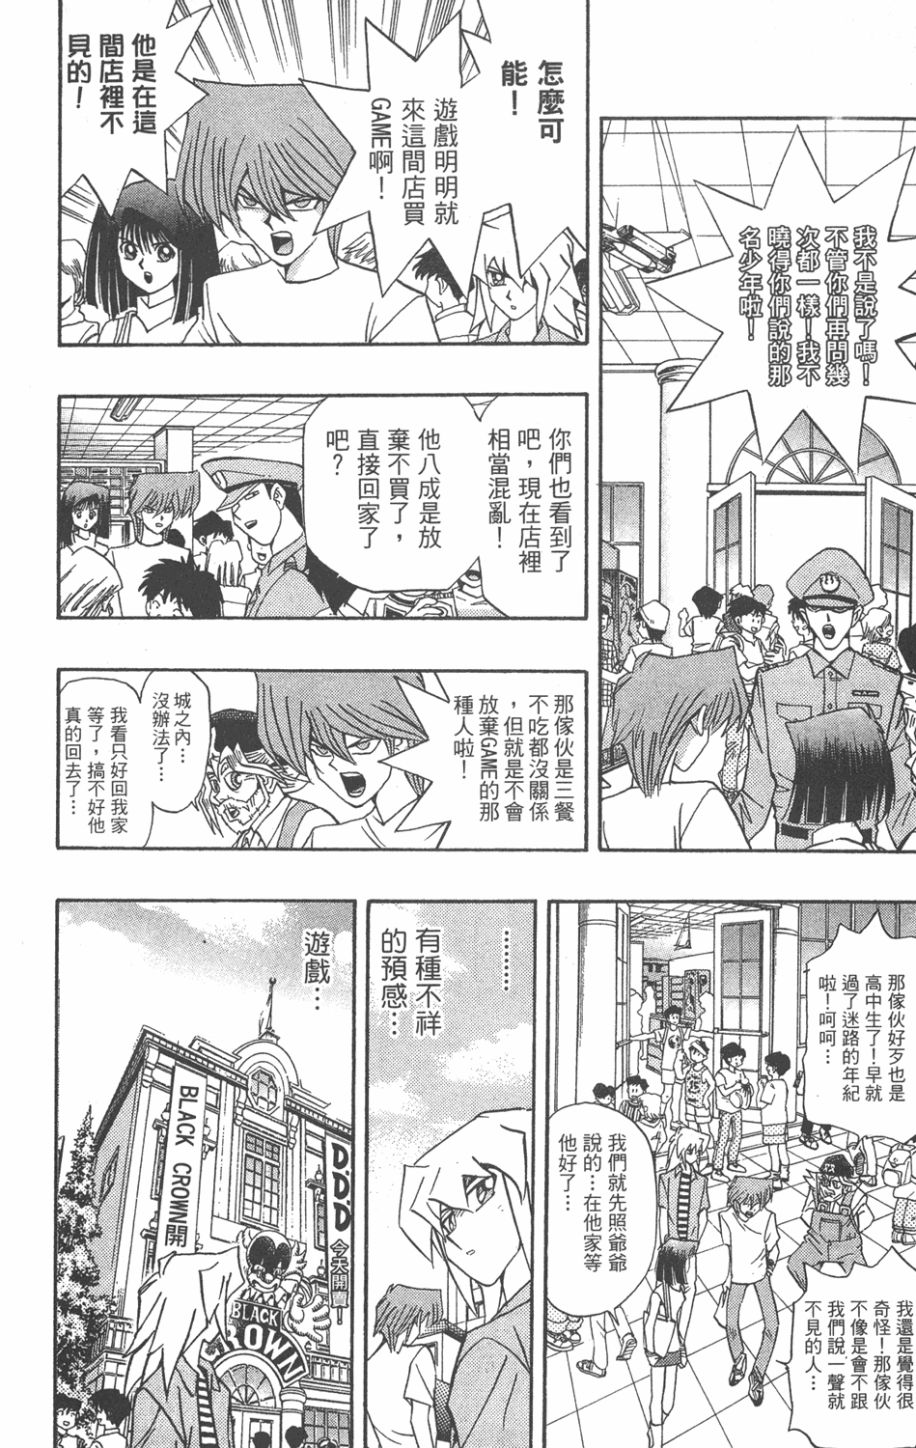 我不是說了嗎！
不管你們再問幾
次都一樣！我不
曉得你們說的那
名少年啦！
怎麼可
能！
遊戲明明就
來這間店買
GAME啊！
他是在這
間店裡不
見的！
你們也看到了
吧，現在店裡
相當混亂！
他八成是放
棄不買了，
直接回家了
吧？
那傢伙是三餐
不吃都沒關係
，但就是不會
放棄GAME的那
種人啦！
城之內…
沒辦法了…
我看只好回我家
等了，搞不好他
真的回去了…
那傢伙好歹也是
高中生了！早就
過了迷路的年紀
啦！呵呵…
我還是覺得很
奇怪！那傢伙
不像是會不跟
我們說一聲就
不見的人…
我們就先照爺爺
說的…在他家等
他好了…
………
有種不祥
的預感…
遊戲…
BLACK CROWN開
D.D.D 今天開賣！
BLACK
CROWN